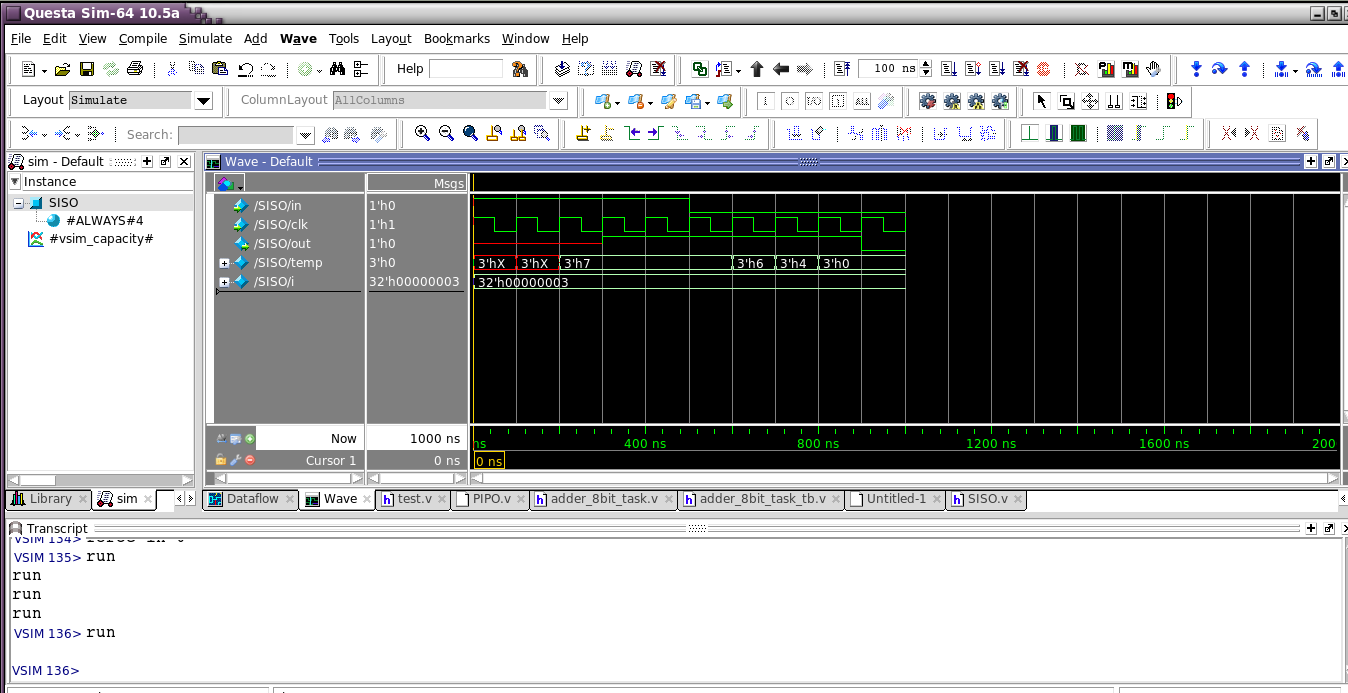 Questa Sim-64 10.5a
File Edit View Compile Simulate Add Wave Tools Layout Bookmarks Window Help
Help 100 ns
Layout Simulate ColumnLayout AllColumns
Search:
sim - Default
Wave - Default
Instance
SISO
#ALWAYS#4
#vsim_capacity#
Msgs
/SISO/in 1'h0
/SISO/clk 1'h1
/SISO/out 1'h0
/SISO/temp 3'h0 3'hX 3'hX 3'h7 3'h6 3'h4 3'h0
/SISO/i 32'h00000003 32'h00000003
Now 1000 ns ns 400 ns 800 ns 1200 ns 1600 ns 200
Cursor 1 0 ns 0 ns
Library sim Dataflow Wave test.v PIPO.v adder_8bit_task.v adder_8bit_task_tb.v Untitled-1 SISO.v
Transcript
VSIM 134>
VSIM 135> run
run
run
run
VSIM 136> run
VSIM 136>